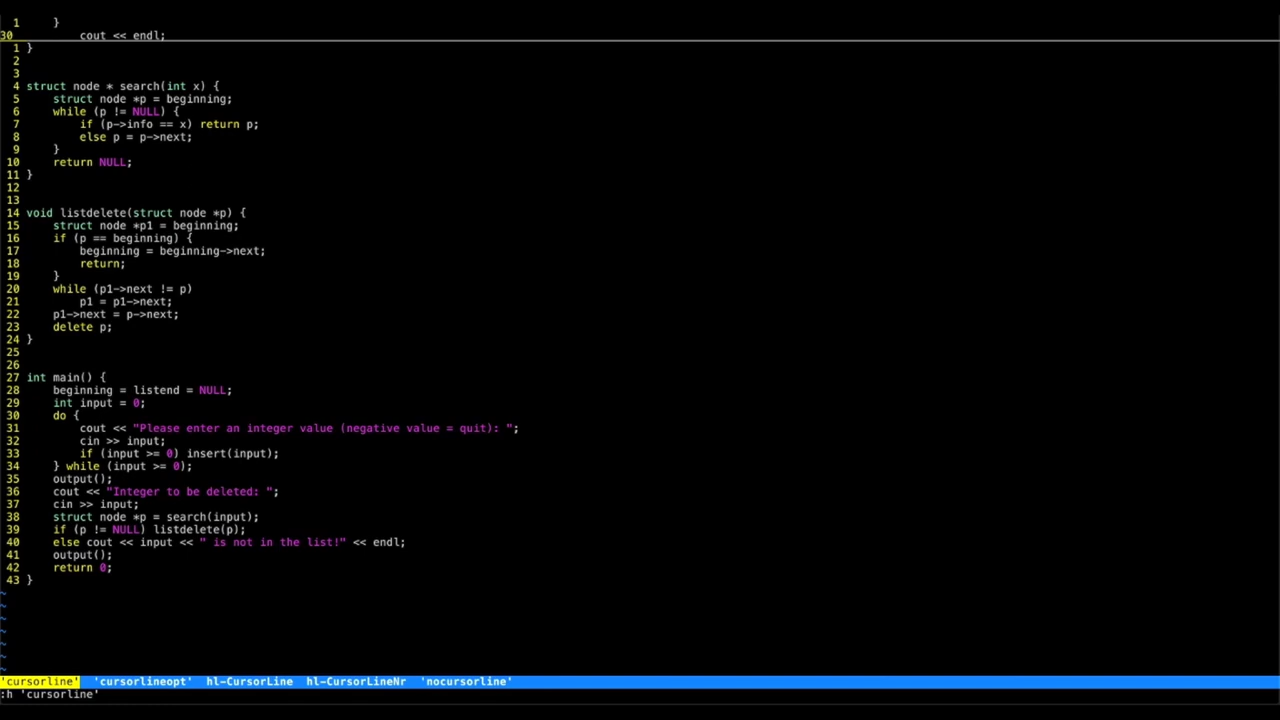 1     }
30         cout << endl;
1 }
2
3
4 struct node * search(int x) {
5     struct node *p = beginning;
6     while (p != NULL) {
7         if (p->info == x) return p;
8         else p = p->next;
9     }
10     return NULL;
11 }
12
13
14 void listdelete(struct node *p) {
15     struct node *p1 = beginning;
16     if (p == beginning) {
17         beginning = beginning->next;
18         return;
19     }
20     while (p1->next != p)
21         p1 = p1->next;
22     p1->next = p->next;
23     delete p;
24 }
25
26
27 int main() {
28     beginning = listend = NULL;
29     int input = 0;
30     do {
31         cout << "Please enter an integer value (negative value = quit): ";
32         cin >> input;
33         if (input >= 0) insert(input);
34     } while (input >= 0);
35     output();
36     cout << "Integer to be deleted: ";
37     cin >> input;
38     struct node *p = search(input);
39     if (p != NULL) listdelete(p);
40     else cout << input << " is not in the list!" << endl;
41     output();
42     return 0;
43 }
~
~
~
~
~
~
~
'cursorline'  'cursorlineopt'  hl-CursorLine  hl-CursorLineNr  'nocursorline'
:h 'cursorline'